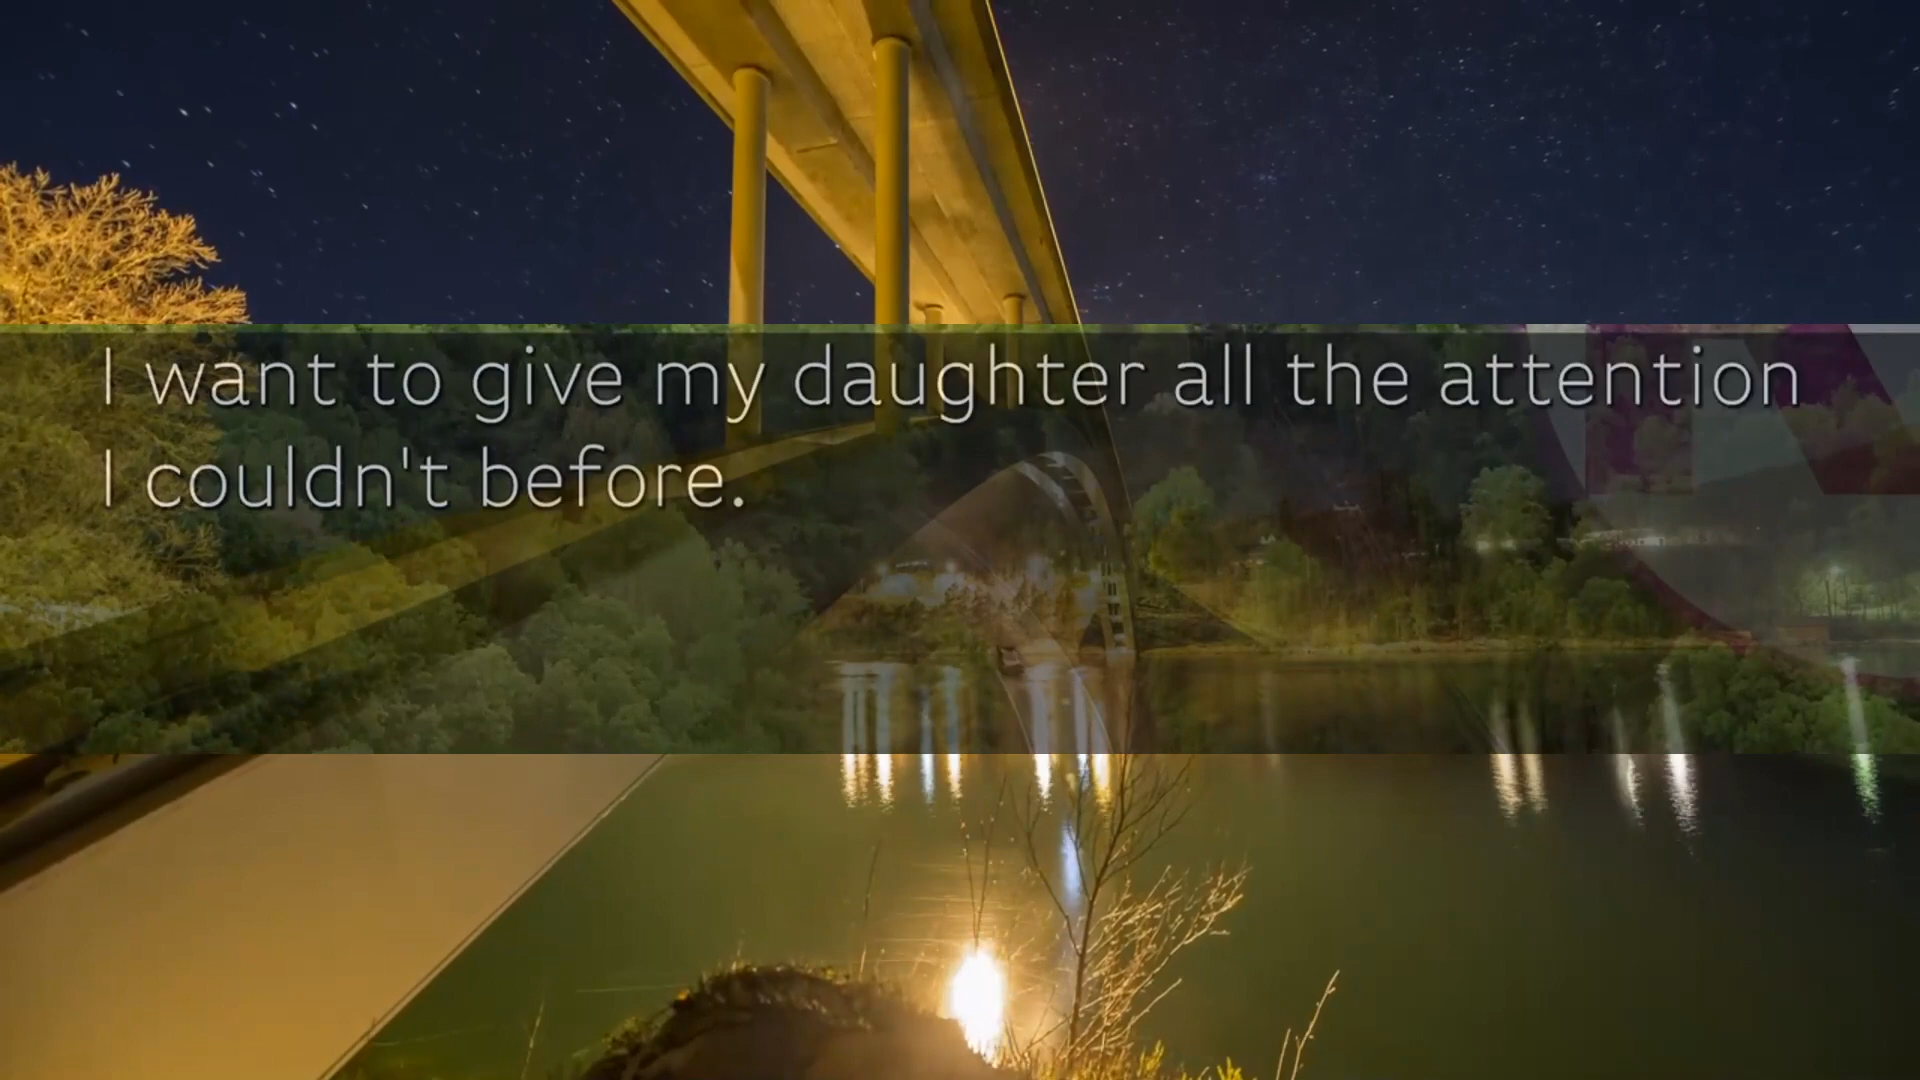 I want to give my daughter all the attention
I couldn't before.